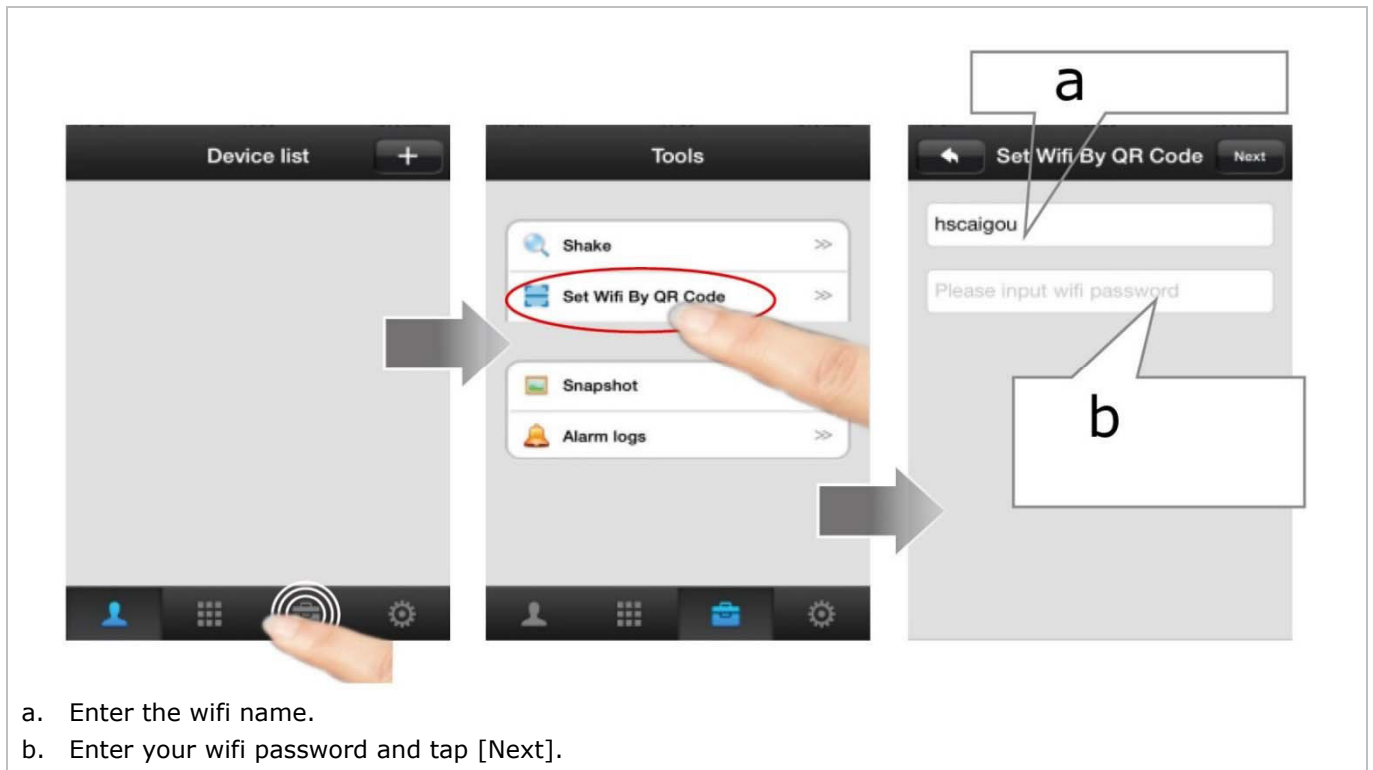 a
Device list +
Tools
Set Wifi By QR Code Next
hscaigou
Please input wifi password
Shake >>
Set Wifi By QR Code >>
Snapshot
Alarm logs >>
b
a. Enter the wifi name.
b. Enter your wifi password and tap [Next].